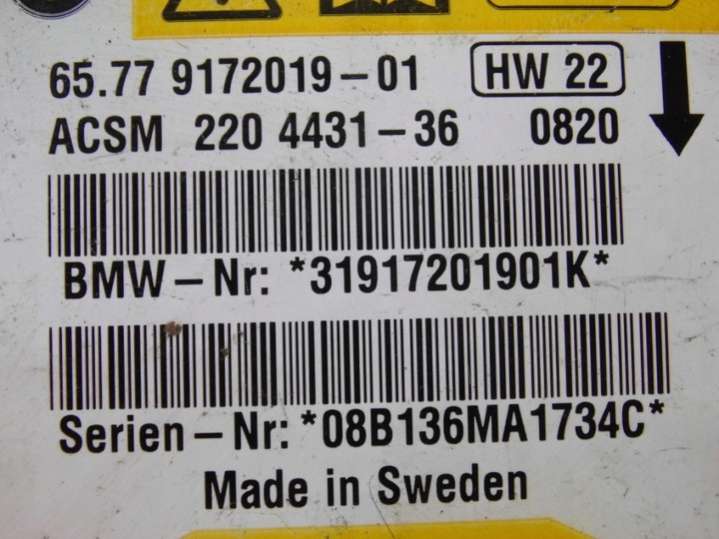 65.77 9172019-01 HW 22
ACSM 220 4431-36 0820
BMW-Nr: *31917201901K*
Serien-Nr: *08B136MA1734C*
Made in Sweden